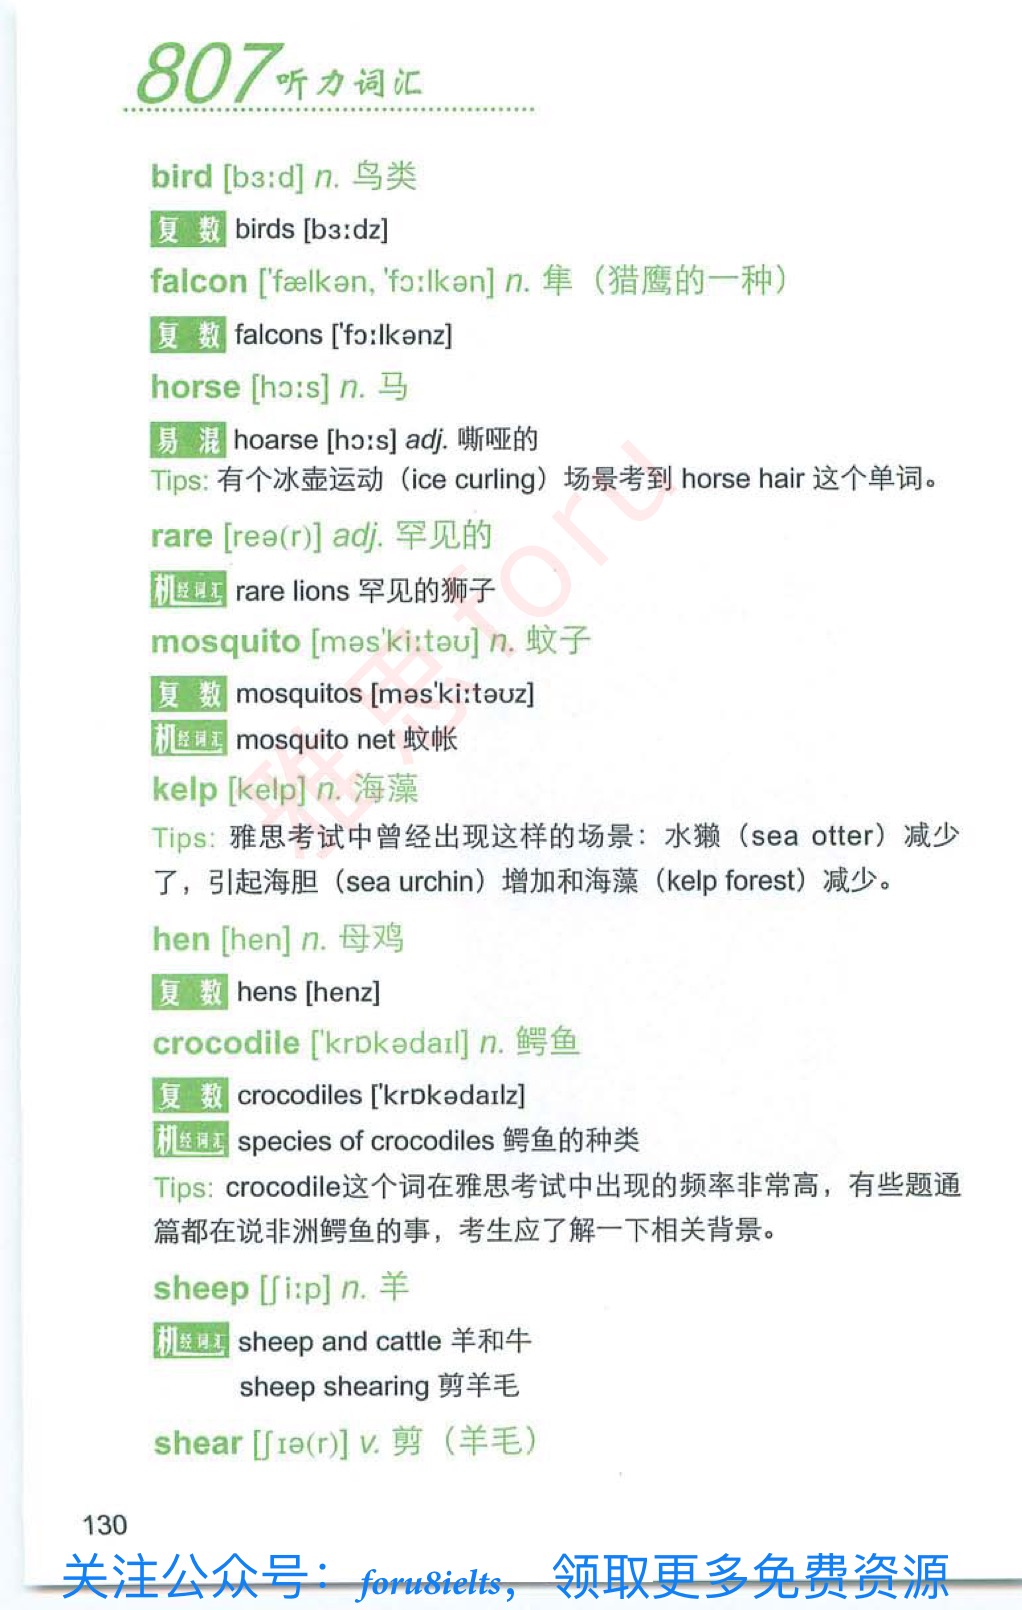 807听力词汇
bird [bɜːd] n. 鸟类
复数 birds [bɜːdz]
falcon ['fælkən, 'fɔːlkən] n. 隼（猎鹰的一种）
复数 falcons ['fɔːlkənz]
horse [hɔːs] n. 马
易混 hoarse [hɔːs] adj. 嘶哑的
Tips: 有个冰壶运动（ice curling）场景考到 horse hair 这个单词。
rare [reə(r)] adj. 罕见的
机经词汇 rare lions 罕见的狮子
mosquito [məs'kiːtəʊ] n. 蚊子
复数 mosquitos [məs'kiːtəʊz]
机经词汇 mosquito net 蚊帐
kelp [kelp] n. 海藻
Tips: 雅思考试中曾经出现这样的场景：水獭（sea otter）减少
了，引起海胆（sea urchin）增加和海藻（kelp forest）减少。
hen [hen] n. 母鸡
复数 hens [henz]
crocodile ['krɒkədaɪl] n. 鳄鱼
复数 crocodiles ['krɒkədaɪlz]
机经词汇 species of crocodiles 鳄鱼的种类
Tips: crocodile这个词在雅思考试中出现的频率非常高，有些题通
篇都在说非洲鳄鱼的事，考生应了解一下相关背景。
sheep [ʃiːp] n. 羊
机经词汇 sheep and cattle 羊和牛
sheep shearing 剪羊毛
shear [ʃɪə(r)] v. 剪（羊毛）
130
雅思foru
关注公众号：foru8ielts，领取更多免费资源